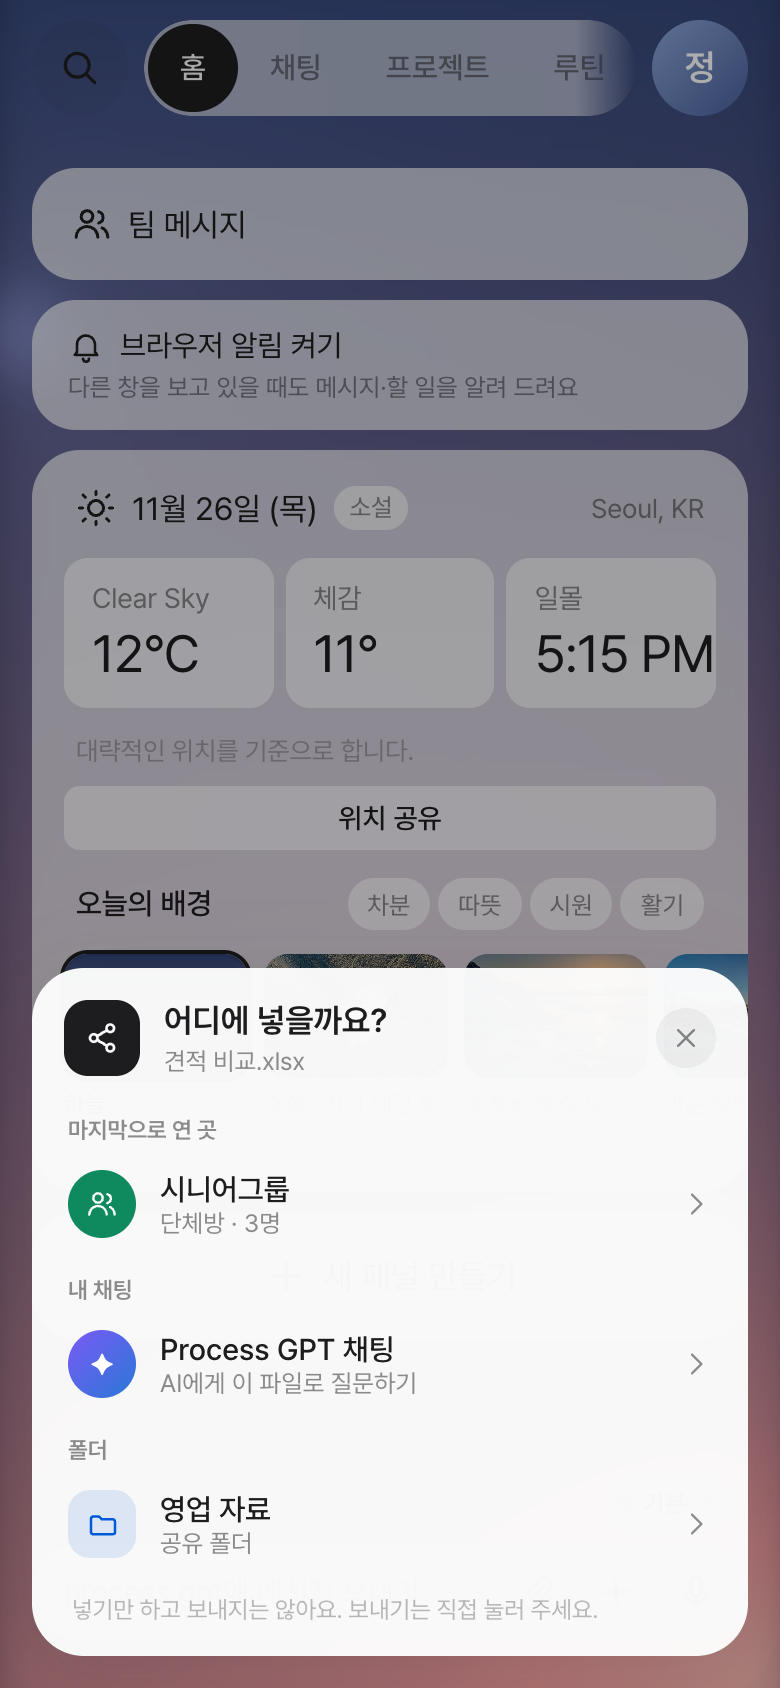 홈
채팅
프로젝트
루틴
정
팀 메시지
브라우저 알림 켜기
다른 창을 보고 있을 때도 메시지·할 일을 알려 드려요
11월 26일 (목)
소설
Seoul, KR
Clear Sky
체감
일몰
12°C
11°
5:15 PM
대략적인 위치를 기준으로 합니다.
위치 공유
오늘의 배경
차분
따뜻
시원
활기
어디에 넣을까요?
견적 비교.xlsx
마지막으로 연 곳
시니어그룹
단체방 · 3명
새 패널 만들기
내 채팅
Process GPT 채팅
AI에게 이 파일로 질문하기
폴더
영업 자료
공유 폴더
넣기만 하고 보내지는 않아요. 보내기는 직접 눌러 주세요.